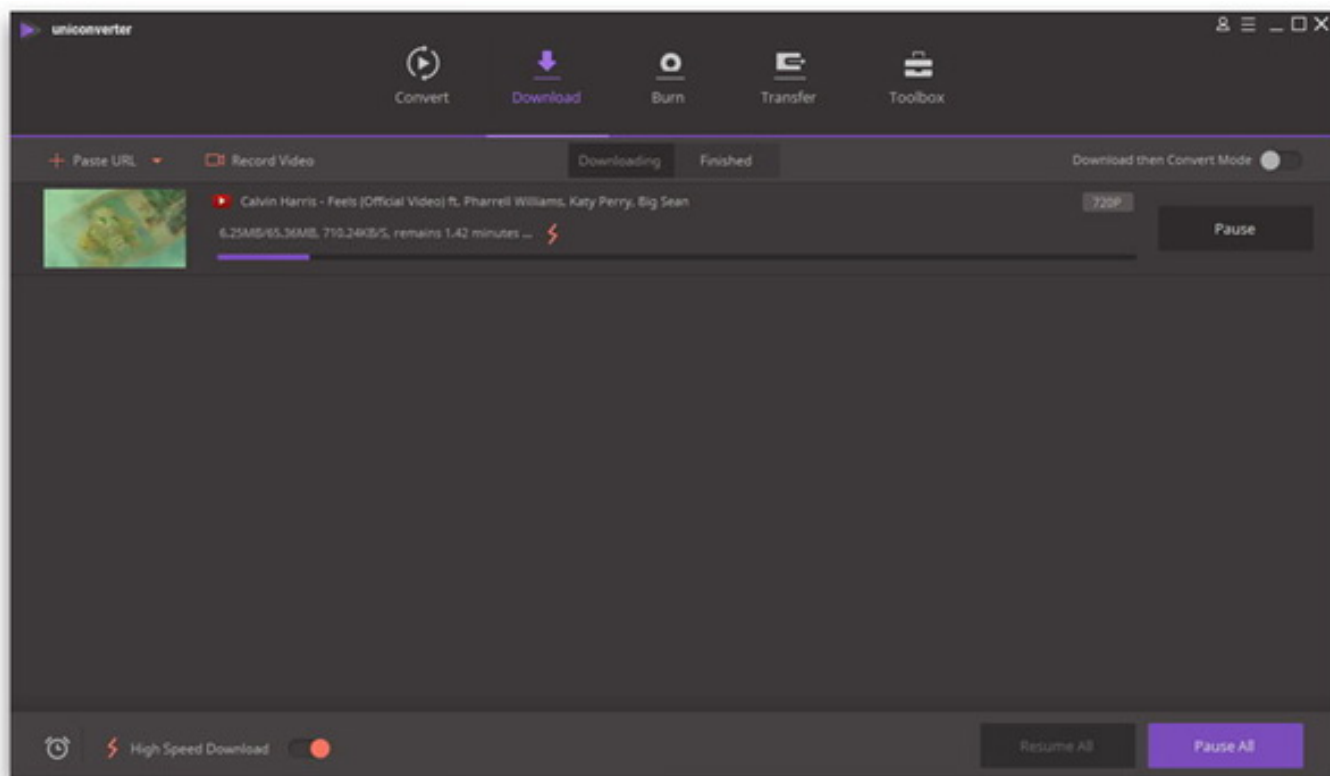 uniconverter
Convert
Download
Burn
Transfer
Toolbox
Paste URL
Record Video
Downloading
Finished
Download then Convert Mode
Calvin Harris - Feels (Official Video) ft. Pharrell Williams, Katy Perry, Big Sean
720P
6.25MB/65.36MB, 710.24KB/S, remains 1.42 minutes ...
Pause
High Speed Download
Resume All
Pause All